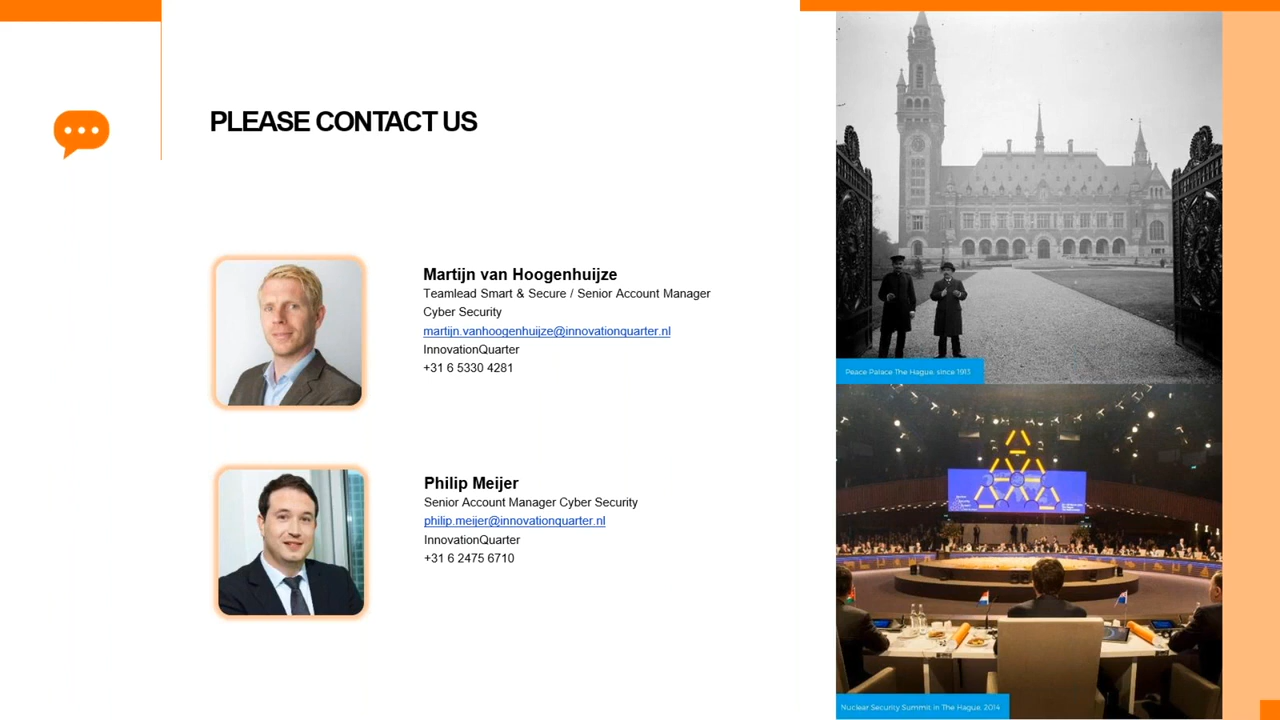 PLEASE CONTACT US
Martijn van Hoogenhuijze
Teamlead Smart & Secure / Senior Account Manager
Cyber Security
martijn.vanhoogenhuijze@innovationquarter.nl
InnovationQuarter
+31 6 5330 4281
Philip Meijer
Senior Account Manager Cyber Security
philip.meijer@innovationquarter.nl
InnovationQuarter
+31 6 2475 6710
Peace Palace The Hague, since 1913
Nuclear Security Summit in The Hague, 2014